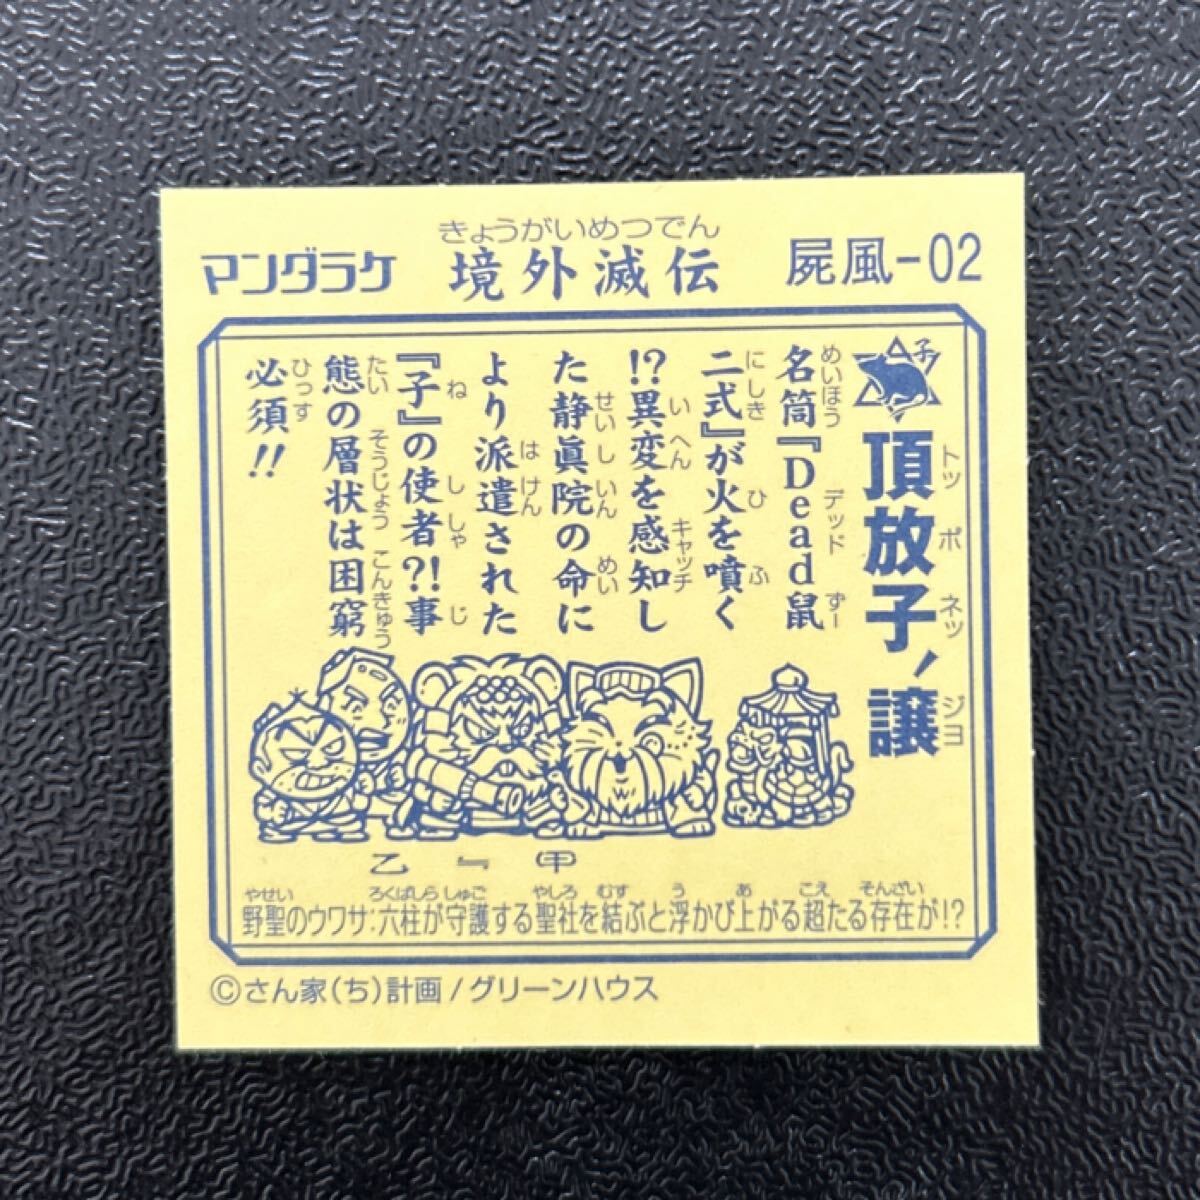 きょうがいめつでん
マンダラケ 境外滅伝 屍風-02
子
頂放子ノ譲
トッポネッジョ
名筒『Dead鼠
めいほう デッド ずー
二式』が火を噴く
にしき ひ ふ
!?異変を感知し
いへん キャッチ
た静眞院の命に
せいしいん めい
より派遣された
はけん
『子』の使者?!事
ね ししゃ じ
態の層状は困窮
たい そうじょう こんきゅう
必須!!
ひっす
乙 甲
やせい ろくばしら しゅご やしろ むす う あ こえ そんざい
野聖のウワサ:六柱が守護する聖社を結ぶと浮かび上がる超たる存在が!?
©さん家(ち)計画/グリーンハウス